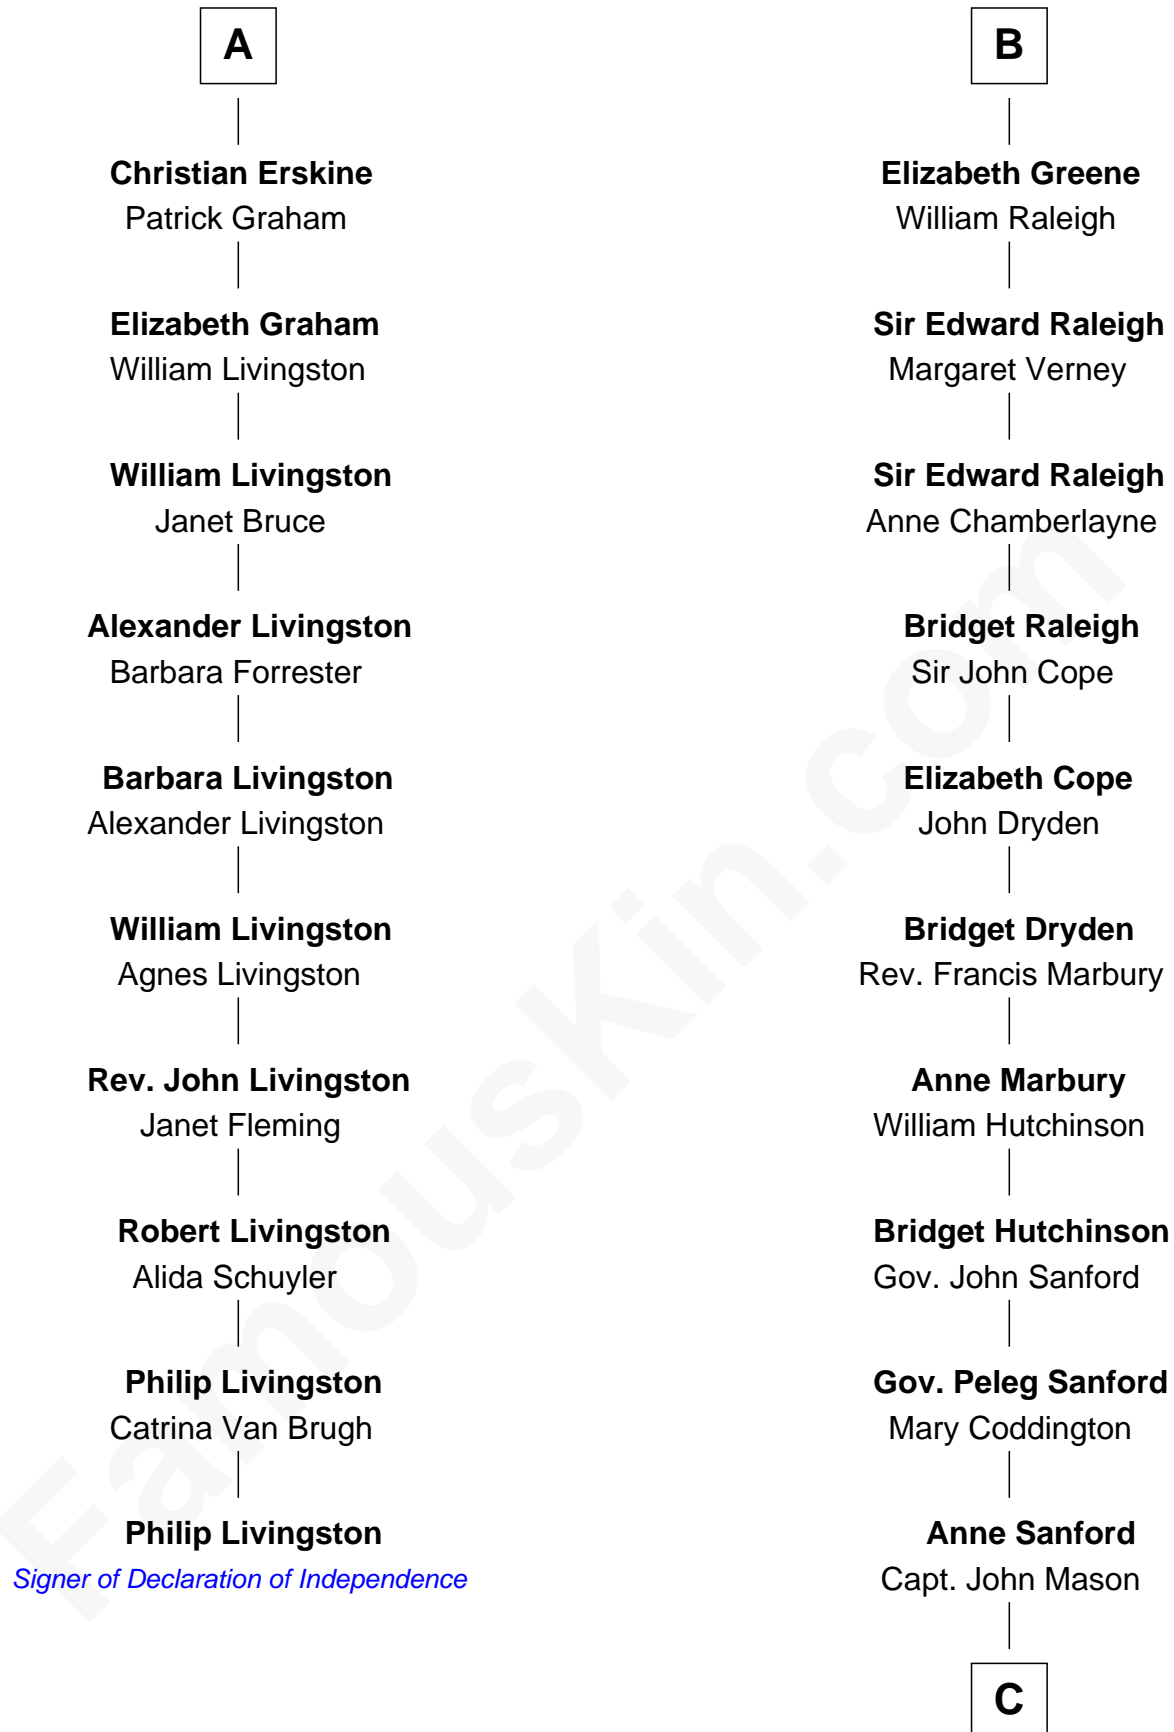 A
Christian Erskine
Patrick Graham
Elizabeth Graham
William Livingston
William Livingston
Janet Bruce
Alexander Livingston
Barbara Forrester
Barbara Livingston
Alexander Livingston
William Livingston
Agnes Livingston
Rev. John Livingston
Janet Fleming
Robert Livingston
Alida Schuyler
Philip Livingston
Catrina Van Brugh
Philip Livingston
Signer of Declaration of Independence
B
Elizabeth Greene
William Raleigh
Sir Edward Raleigh
Margaret Verney
Sir Edward Raleigh
Anne Chamberlayne
Bridget Raleigh
Sir John Cope
Elizabeth Cope
John Dryden
Bridget Dryden
Rev. Francis Marbury
Anne Marbury
William Hutchinson
Bridget Hutchinson
Gov. John Sanford
Gov. Peleg Sanford
Mary Coddington
Anne Sanford
Capt. John Mason
C
FamousKin.com